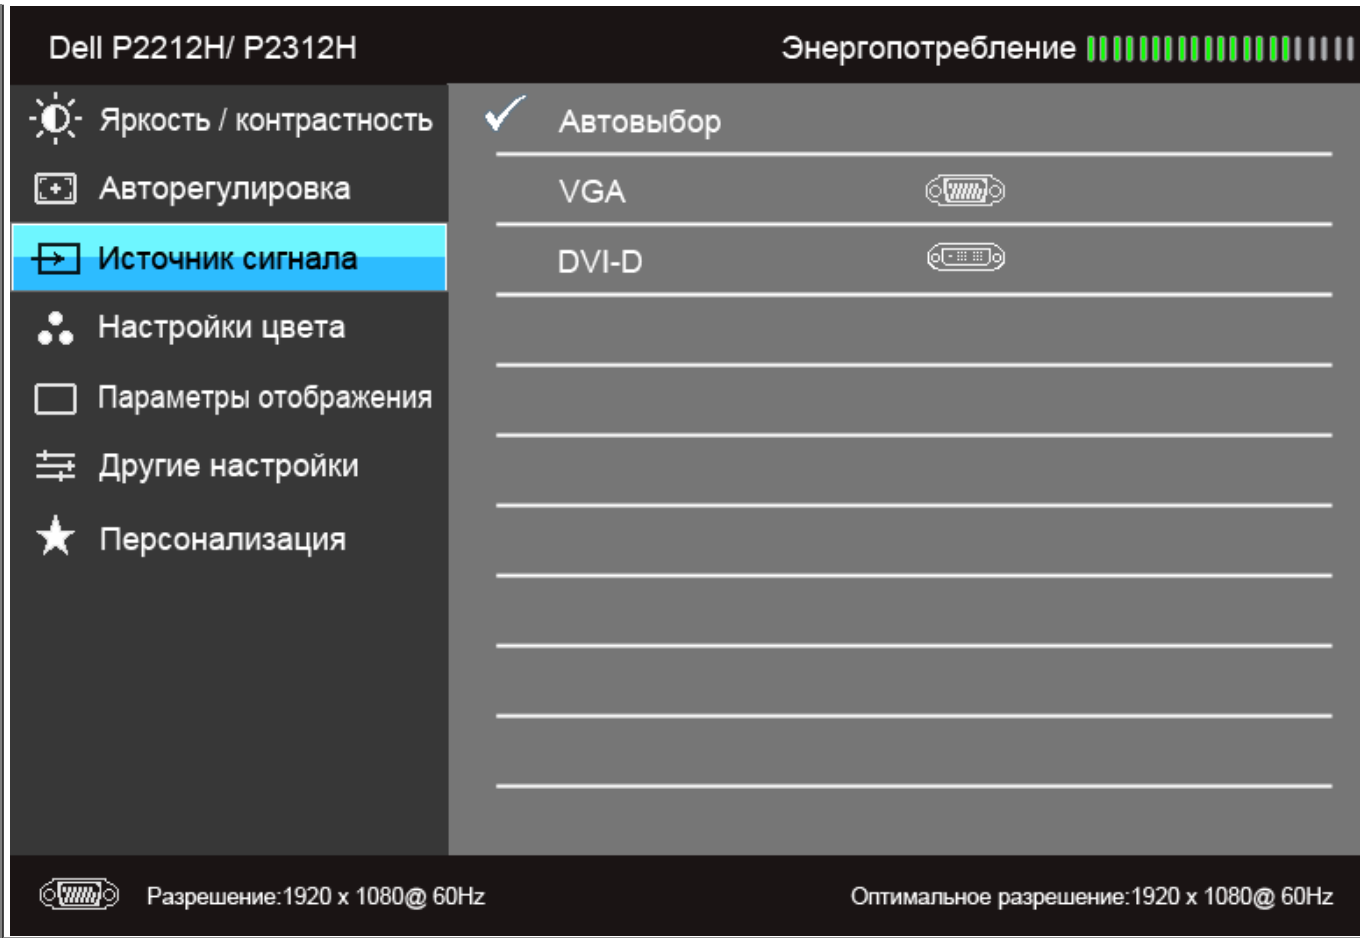 Dell P2212H/ P2312H Энергопотребление
Яркость / контрастность Автовыбор
Авторегулировка VGA
Источник сигнала DVI-D
Настройки цвета
Параметры отображения
Другие настройки
Персонализация
Разрешение:1920 x 1080@ 60Hz Оптимальное разрешение:1920 x 1080@ 60Hz